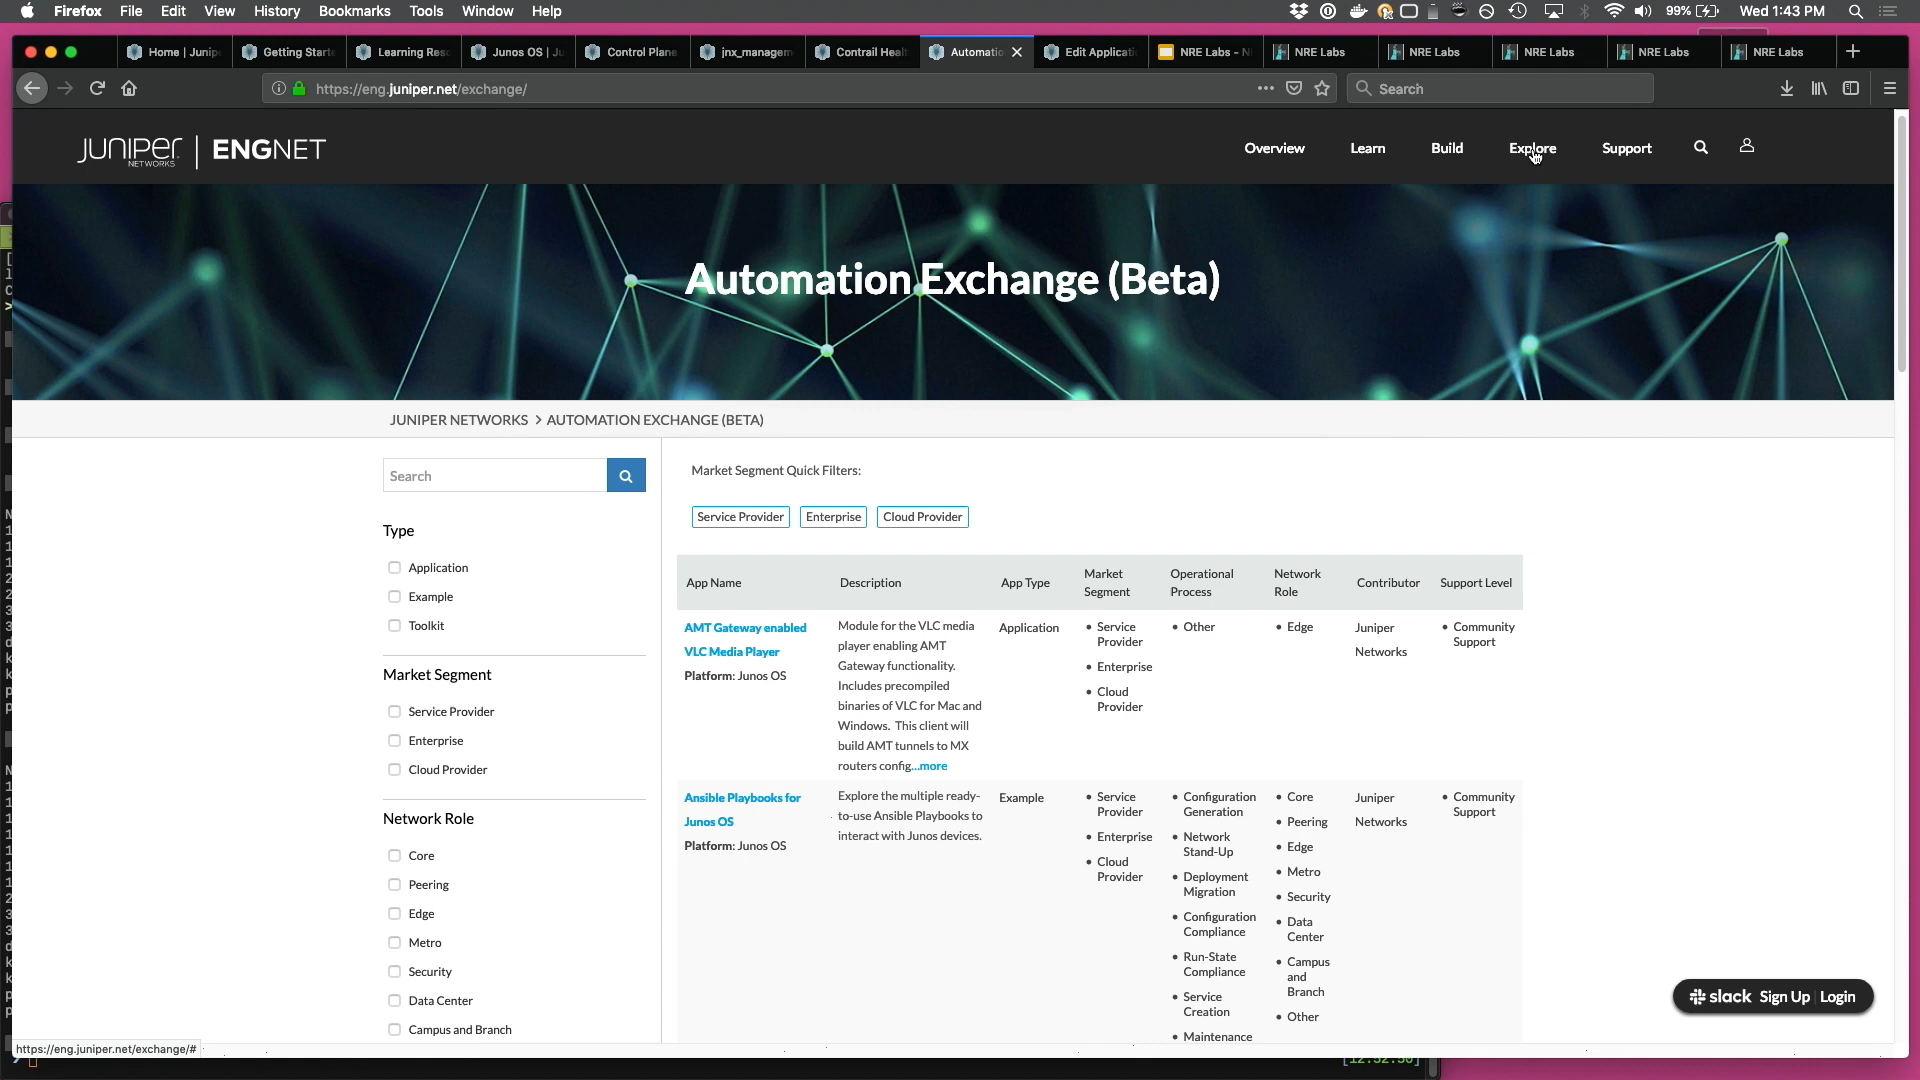 Firefox File Edit View History Bookmarks Tools Window Help 99% Wed 1:43 PM
Home | Junip Getting Start Learning Res Junos OS | Ju Control Plane jnx_managem Contrail Healt Automatio Edit Applicati NRE Labs - N NRE Labs NRE Labs NRE Labs NRE Labs NRE Labs
https://eng.juniper.net/exchange/
Search
JUNIPER NETWORKS | ENGNET
Overview Learn Build Explore Support
Automation Exchange (Beta)
JUNIPER NETWORKS > AUTOMATION EXCHANGE (BETA)
Search
Type
Application
Example
Toolkit
Market Segment
Service Provider
Enterprise
Cloud Provider
Network Role
Core
Peering
Edge
Metro
Security
Data Center
Campus and Branch
Market Segment Quick Filters:
Service Provider Enterprise Cloud Provider
App Name
Description
App Type
Market
Segment
Operational
Process
Network
Role
Contributor
Support Level
AMT Gateway enabled
VLC Media Player
Platform: Junos OS
Module for the VLC media
player enabling AMT
Gateway functionality.
Includes precompiled
binaries of VLC for Mac and
Windows. This client will
build AMT tunnels to MX
routers config...more
Application
• Service
Provider
• Enterprise
• Cloud
Provider
• Other
• Edge
Juniper
Networks
• Community
Support
Ansible Playbooks for
Junos OS
Platform: Junos OS
Explore the multiple ready-
to-use Ansible Playbooks to
interact with Junos devices.
Example
• Service
Provider
• Enterprise
• Cloud
Provider
• Configuration
Generation
• Network
Stand-Up
• Deployment
Migration
• Configuration
Compliance
• Run-State
Compliance
• Service
Creation
• Maintenance
• Core
• Peering
• Edge
• Metro
• Security
• Data
Center
• Campus
and
Branch
• Other
Juniper
Networks
• Community
Support
slack Sign Up Login
https://eng.juniper.net/exchange/#